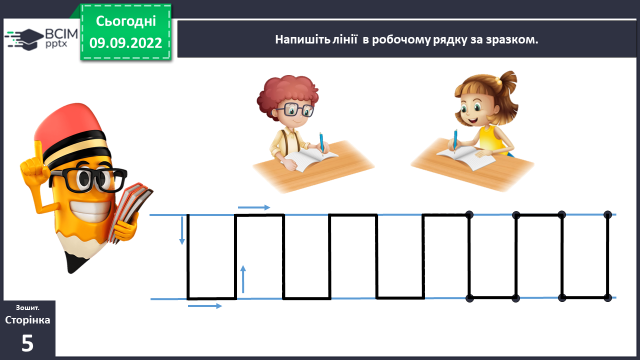 ВСІМ
pptx
Сьогодні
09.09.2022
Напишіть лінії в робочому рядку за зразком.
Зошит.
Сторінка
5